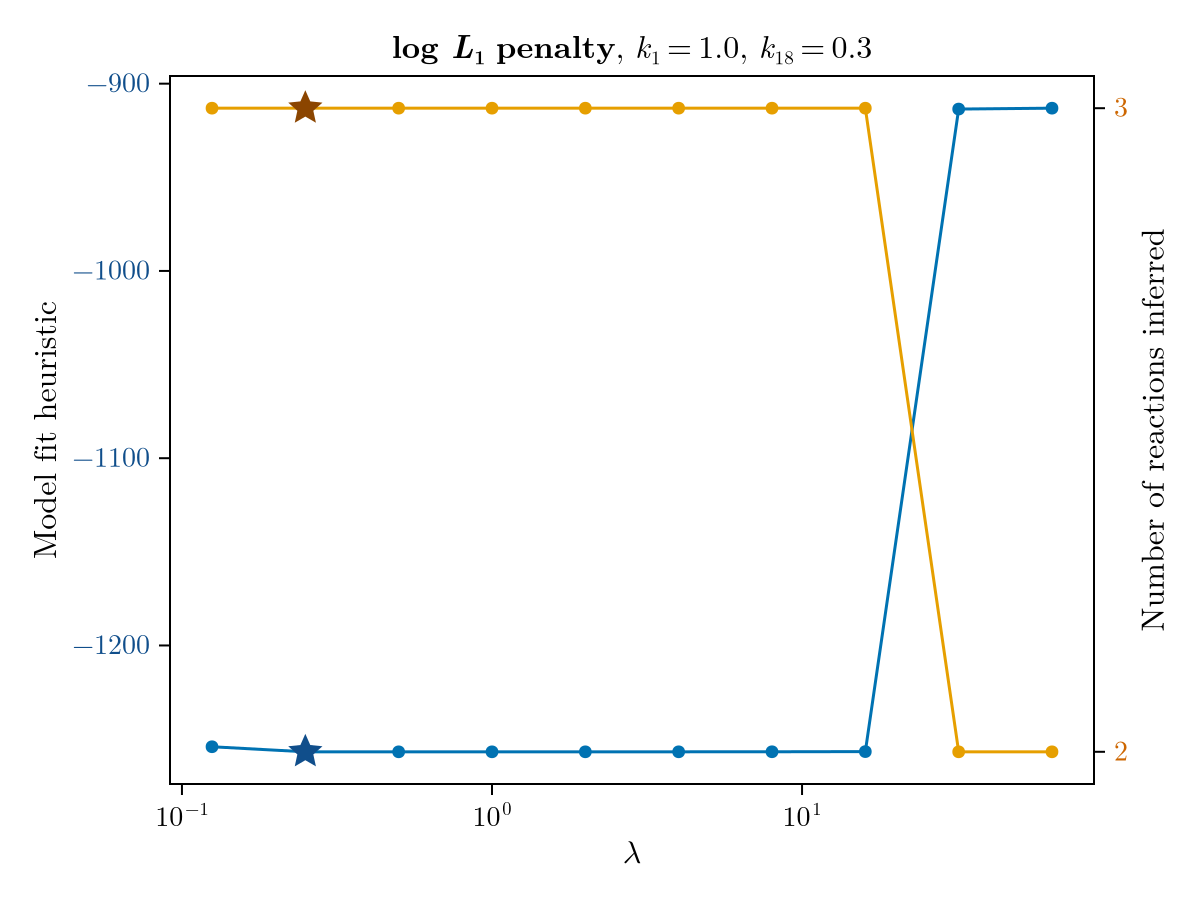 log L₁ penalty, k₁ = 1.0, k₁₈ = 0.3
−900
−1000
−1100
−1200
Model fit heuristic
3
2
Number of reactions inferred
10⁻¹
10⁰
10¹
λ